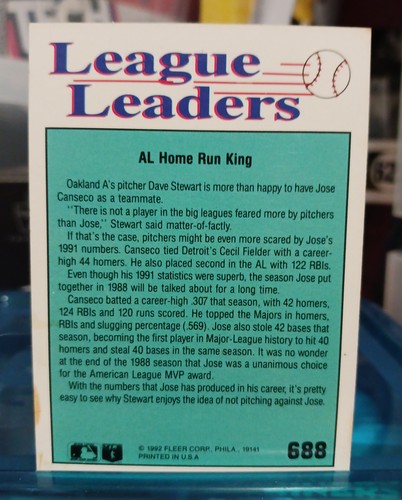 TECH
League
Leaders
AL Home Run King
Oakland A's pitcher Dave Stewart is more than happy to have Jose
Canseco as a teammate.
"There is not a player in the big leagues feared more by pitchers
than Jose," Stewart said matter-of-factly.
If that's the case, pitchers might be even more scared by Jose's
1991 numbers. Canseco tied Detroit's Cecil Fielder with a career-
high 44 homers. He also placed second in the AL with 122
RBIs.
Even though his 1991 statistics were superb, the season Jose put
together in 1988 will be talked about for a long time.
Canseco batted a career-high .307 that season, with 42 homers,
124 RBIs and 120 runs scored. He topped the Majors in homers,
RBIs and slugging percentage (.569). Jose also stole 42 bases that
season, becoming the first player in Major-League history to hit 40
homers and steal 40 bases in the same season. It was no wonder
at the end of the 1988 season that Jose was a unanimous choice
for the American League MVP award.
With the numbers that Jose has produced in his career, it's pretty
easy to see why Stewart enjoys the idea of not pitching against Jose.
© 1992 FLEER CORP., PHILA., 19141
PRINTED IN U.S.A
688